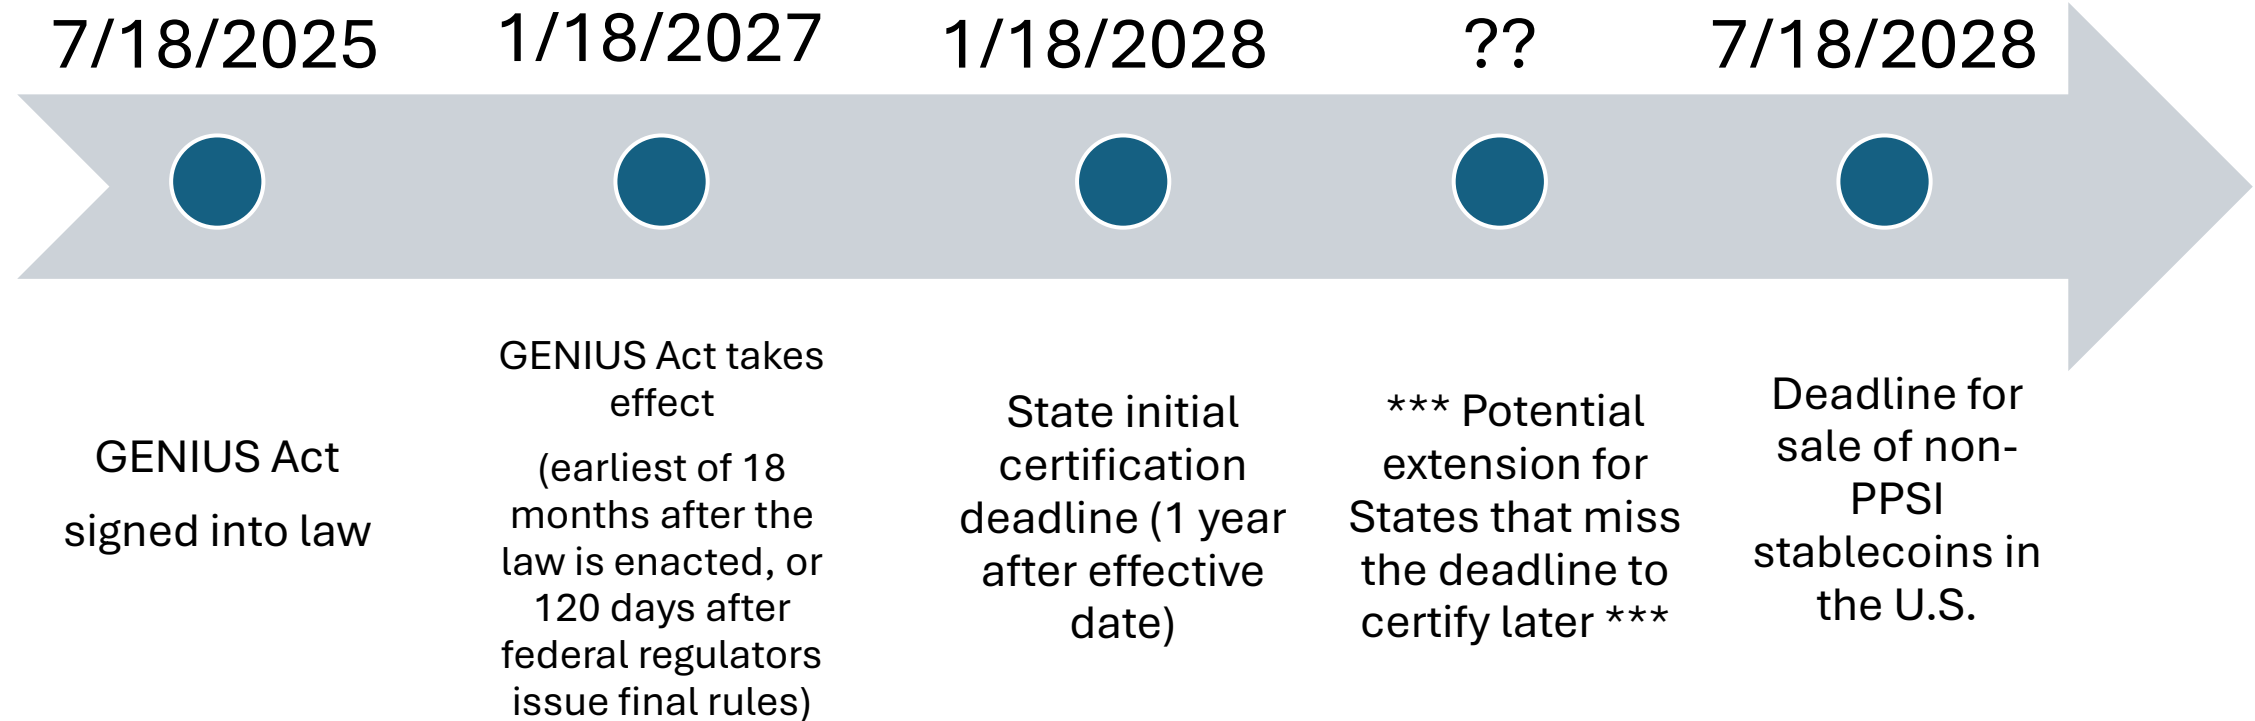 7/18/2025
1/18/2027
1/18/2028
??
7/18/2028
GENIUS Act
signed into law
GENIUS Act takes
effect
(earliest of 18
months after the
law is enacted, or
120 days after
federal regulators
issue final rules)
State initial
certification
deadline (1 year
after effective
date)
*** Potential
extension for
States that miss
the deadline to
certify later ***
Deadline for
sale of non-
PPSI
stablecoins in
the U.S.